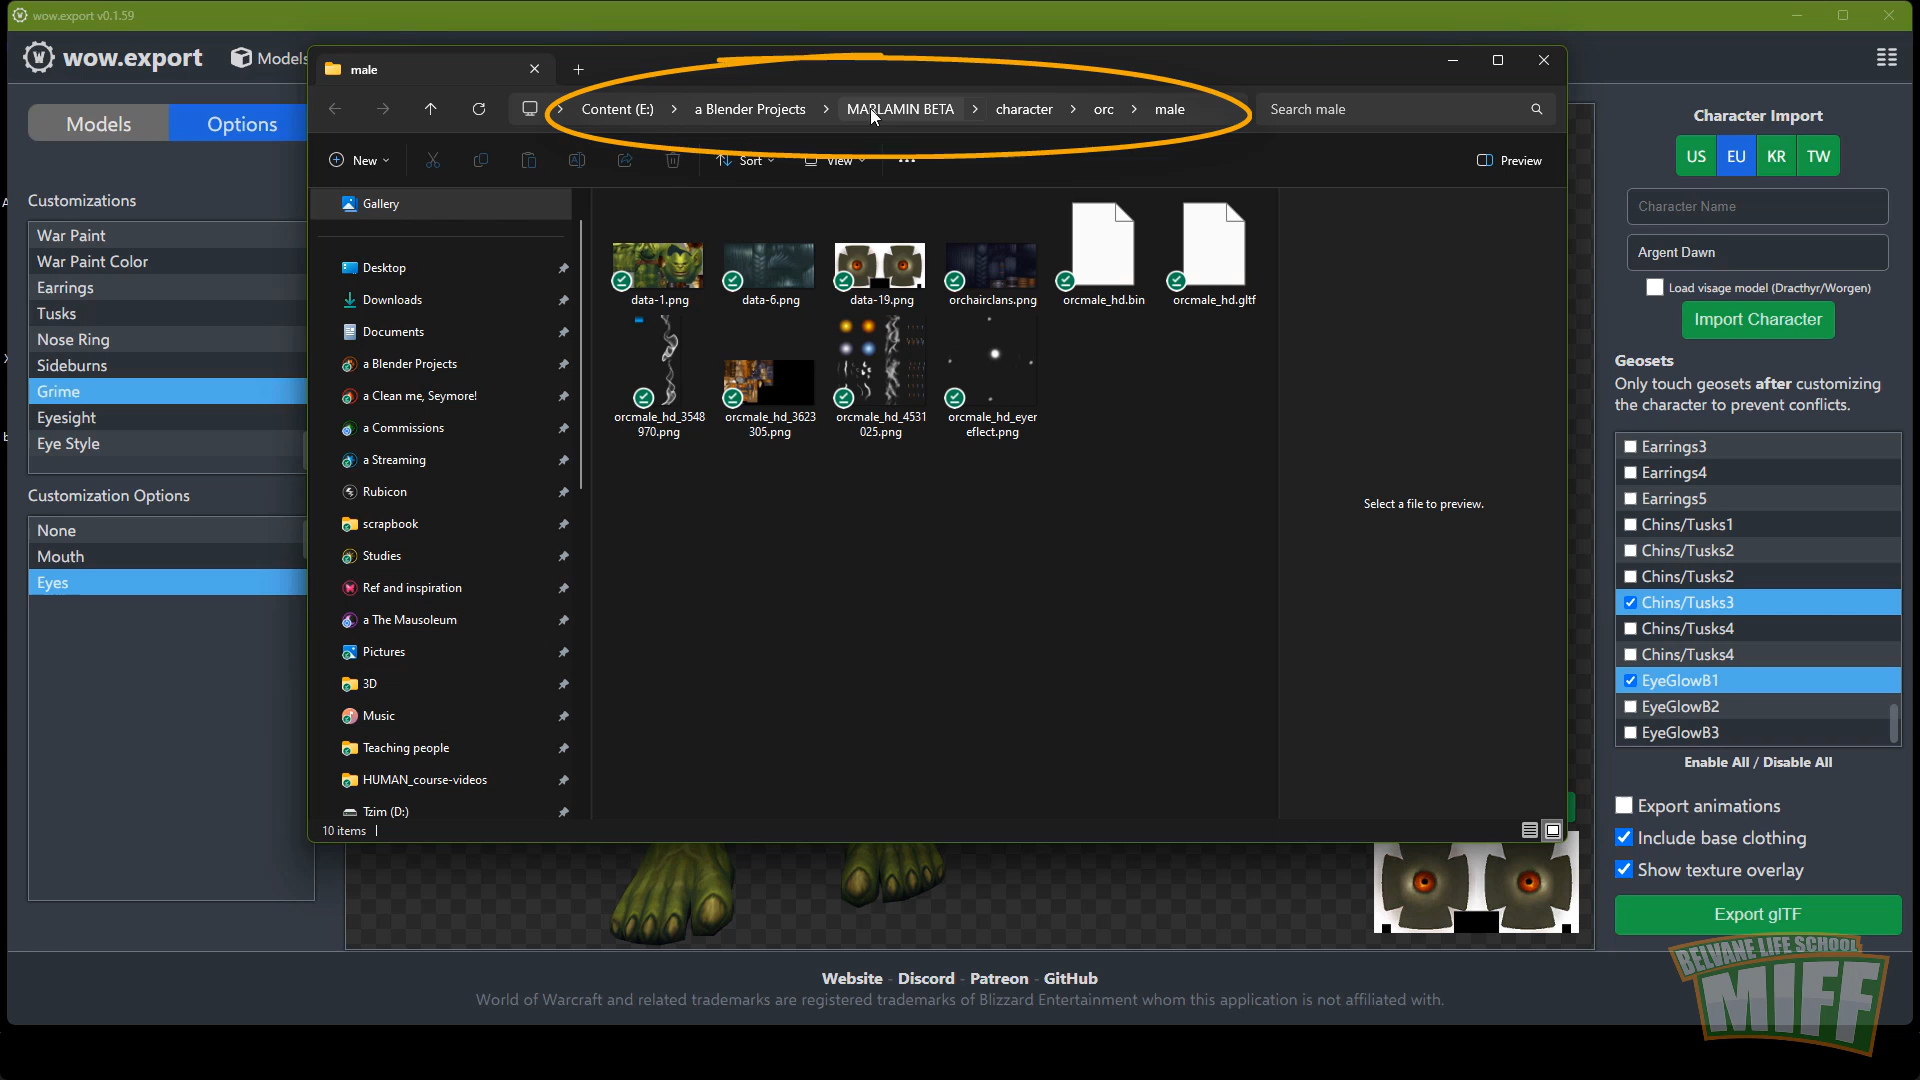 wow.export v0.1.59
wow.export
Models
male
Content (E:) > a Blender Projects > MARLAMIN BETA > character > orc > male
Search male
New
Sort
View
Preview
Models
Options
Customizations
War Paint
War Paint Color
Earrings
Tusks
Nose Ring
Sideburns
Grime
Eyesight
Eye Style
Customization Options
None
Mouth
Eyes
Gallery
Desktop
Downloads
Documents
a Blender Projects
a Clean me, Seymore!
a Commissions
a Streaming
Rubicon
scrapbook
Studies
Ref and inspiration
a The Mausoleum
Pictures
3D
Music
Teaching people
HUMAN_course-videos
Tzim (D:)
data-1.png
data-6.png
data-19.png
orchairclans.png
orcmale_hd.bin
orcmale_hd.gltf
orcmale_hd_3548
970.png
orcmale_hd_3623
305.png
orcmale_hd_4531
025.png
orcmale_hd_eyer
eflect.png
Select a file to preview.
10 items
Character Import
US
EU
KR
TW
Character Name
Argent Dawn
Load visage model (Dracthyr/Worgen)
Import Character
Geosets
Only touch geosets after customizing
the character to prevent conflicts.
Earrings3
Earrings4
Earrings5
Chins/Tusks1
Chins/Tusks2
Chins/Tusks2
Chins/Tusks3
Chins/Tusks4
Chins/Tusks4
EyeGlowB1
EyeGlowB2
EyeGlowB3
Enable All / Disable All
Export animations
Include base clothing
Show texture overlay
Export glTF
Website - Discord - Patreon - GitHub
World of Warcraft and related trademarks are registered trademarks of Blizzard Entertainment whom this application is not affiliated with.
BELVANE LIFE SCHOOL
MIFF